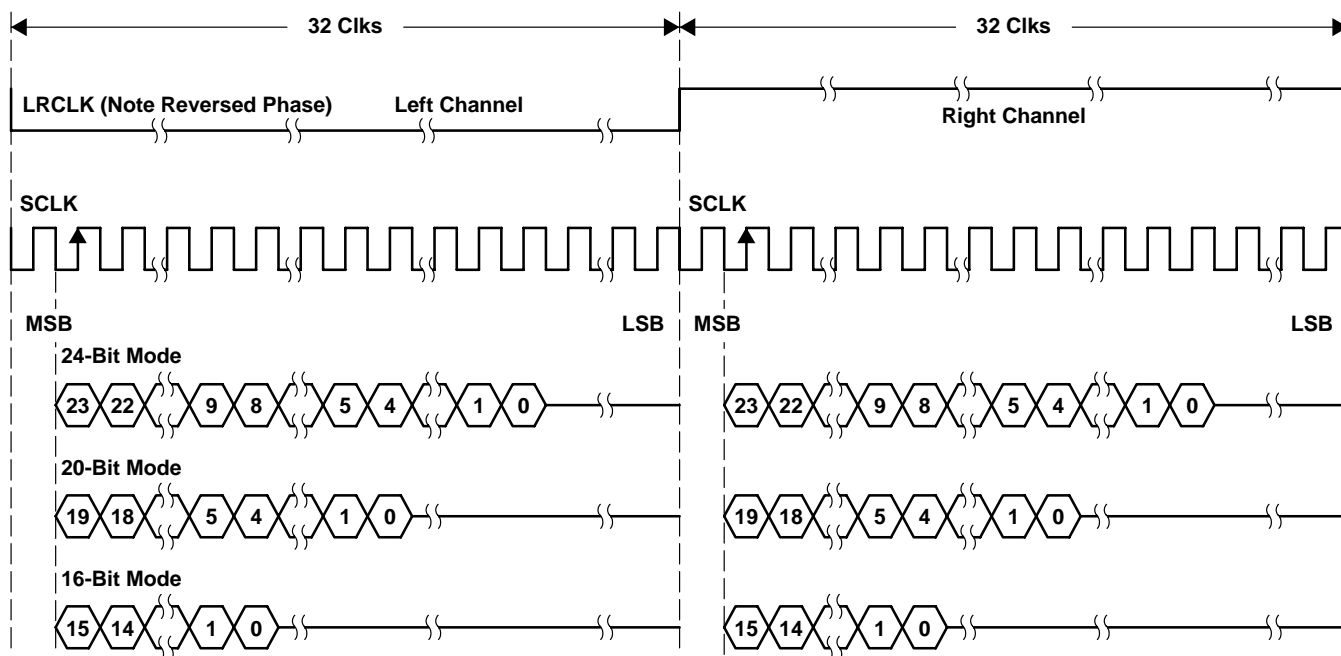 32 Clks 32 Clks
LRCLK (Note Reversed Phase) Left Channel
Right Channel
SCLK SCLK
MSB LSB MSB LSB
24-Bit Mode
23 22 9 8 5 4 1 0 23 22 9 8 5 4 1 0
20-Bit Mode
19 18 5 4 1 0 19 18 5 4 1 0
16-Bit Mode
15 14 1 0 15 14 1 0